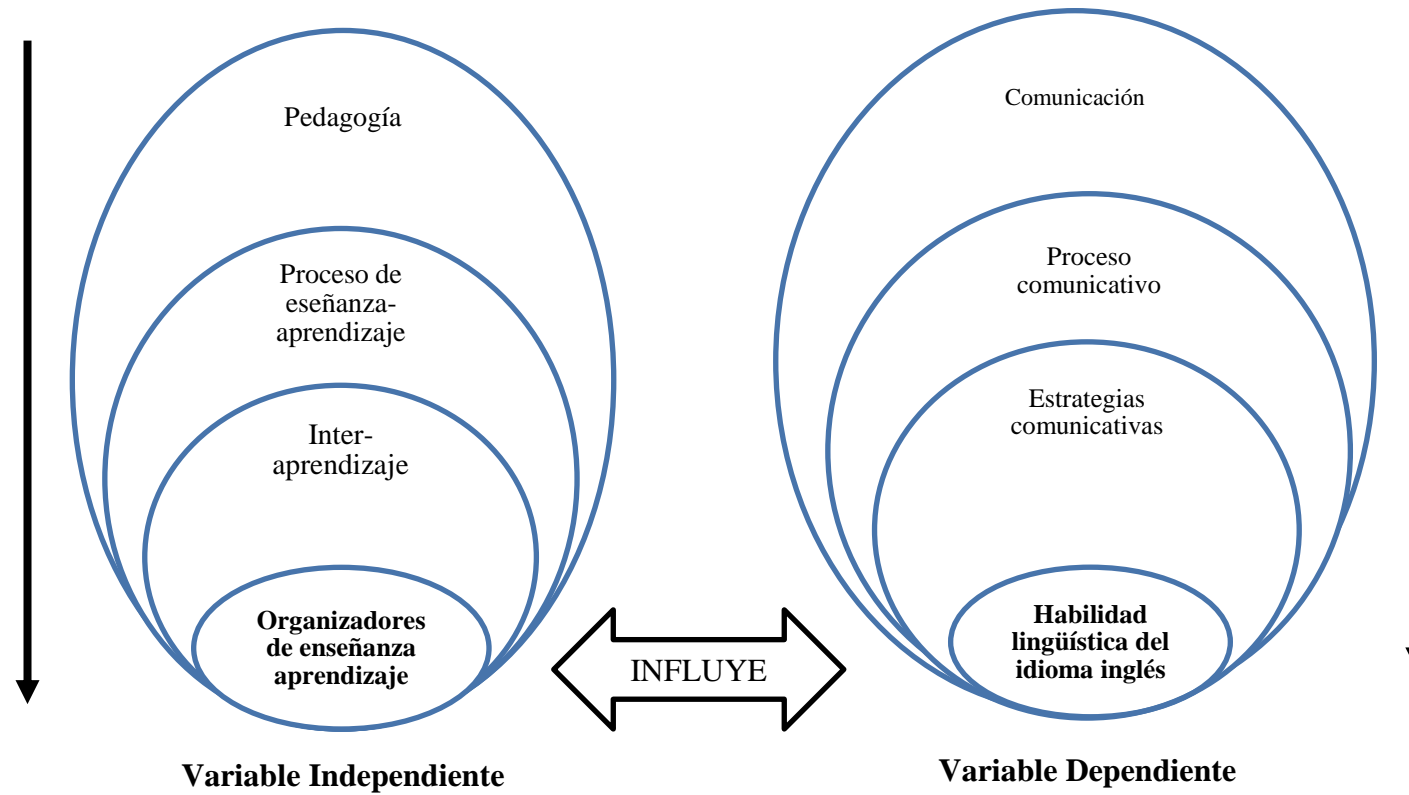 Pedagogía
Proceso de
eseñanza-
aprendizaje
Inter-
aprendizaje
Organizadores
de enseñanza
aprendizaje
Variable Independiente
INFLUYE
Comunicación
Proceso
comunicativo
Estrategias
comunicativas
Habilidad
lingüística del
idioma inglés
Variable Dependiente